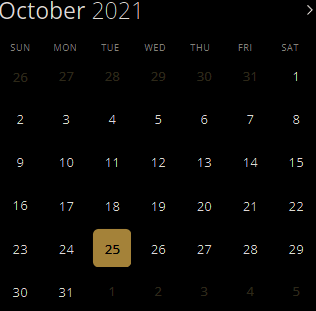 October 2021
SUN MON TUE WED THU FRI SAT
26 27 28 29 30 31 1
2 3 4 5 6 7 8
9 10 11 12 13 14 15
16 17 18 19 20 21 22
23 24 25 26 27 28 29
30 31 1 2 3 4 5